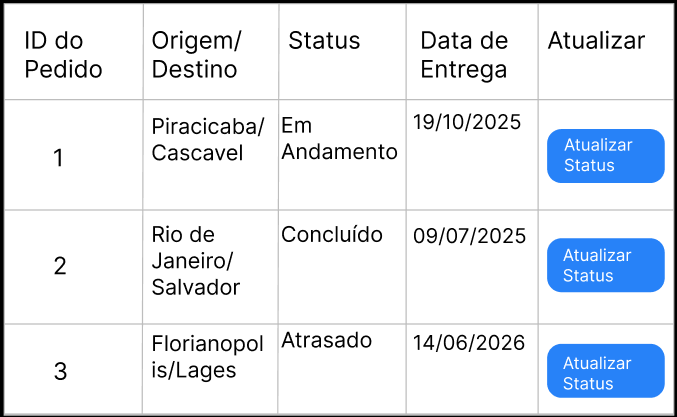 ID do
Pedido
Origem/
Destino
Status
Data de
Entrega
Atualizar
1
Piracicaba/
Cascavel
Em
Andamento
19/10/2025
Atualizar
Status
2
Rio de
Janeiro/
Salvador
Concluído
09/07/2025
Atualizar
Status
3
Florianopol
is/Lages
Atrasado
14/06/2026
Atualizar
Status